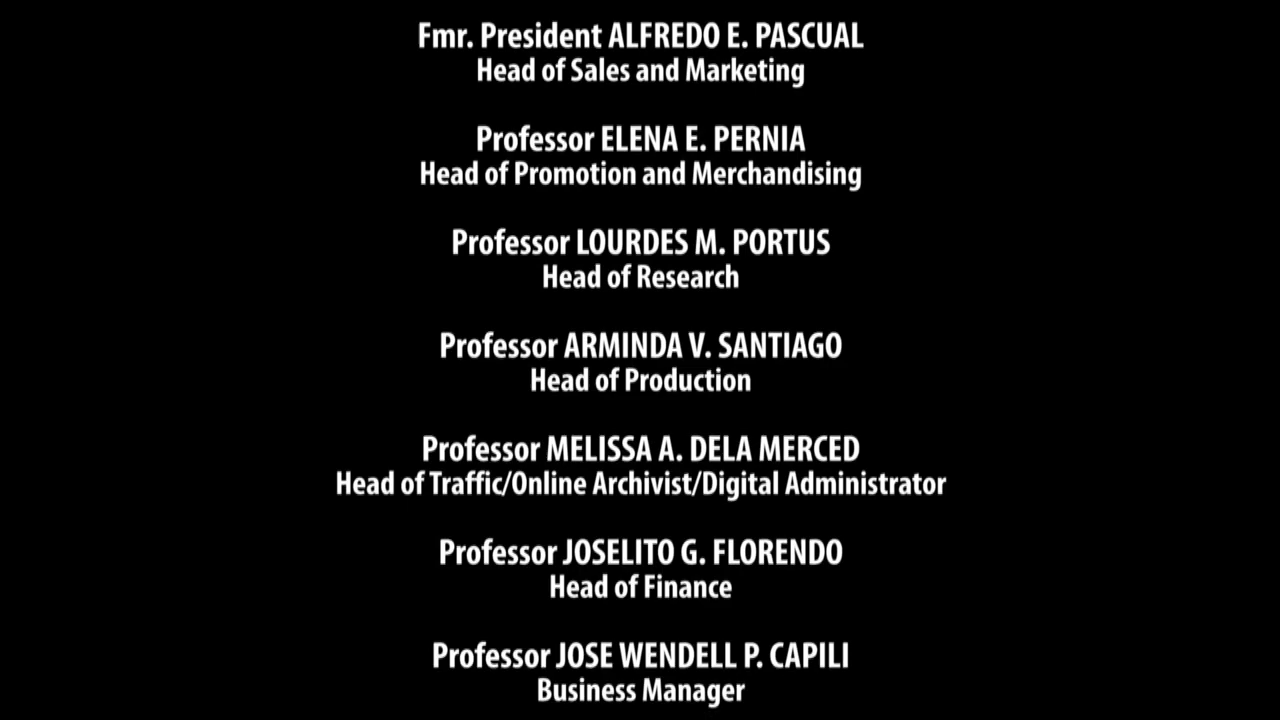 Fmr. President ALFREDO E. PASCUAL
Head of Sales and Marketing
Professor ELENA E. PERNIA
Head of Promotion and Merchandising
Professor LOURDES M. PORTUS
Head of Research
Professor ARMINDA V. SANTIAGO
Head of Production
Professor MELISSA A. DELA MERCED
Head of Traffic/Online Archivist/Digital Administrator
Professor JOSELITO G. FLORENDO
Head of Finance
Professor JOSE WENDELL P. CAPILI
Business Manager